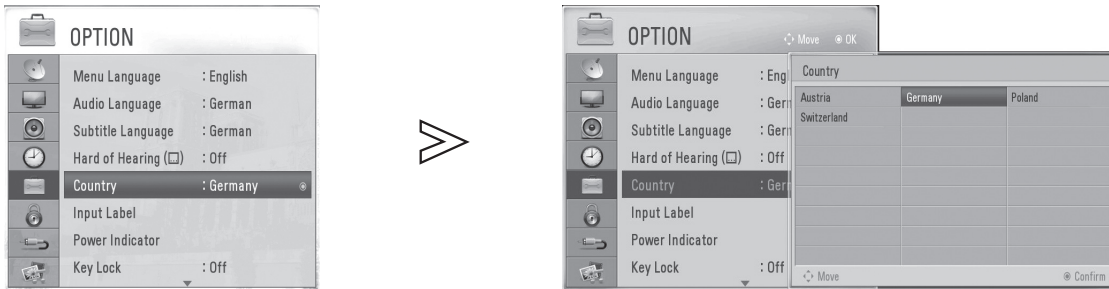 OPTION
Menu Language : English
Audio Language : German
Subtitle Language : German
Hard of Hearing ( ) : Off
Country : Germany
Input Label
Power Indicator
Key Lock : Off
OPTION Move OK
Menu Language : Eng
Audio Language : Gern
Subtitle Language : Gern
Hard of Hearing ( ) : Off
Country : Gern
Input Label
Power Indicator
Key Lock : Off
Country
Austria Germany Poland
Switzerland
Move Confirm